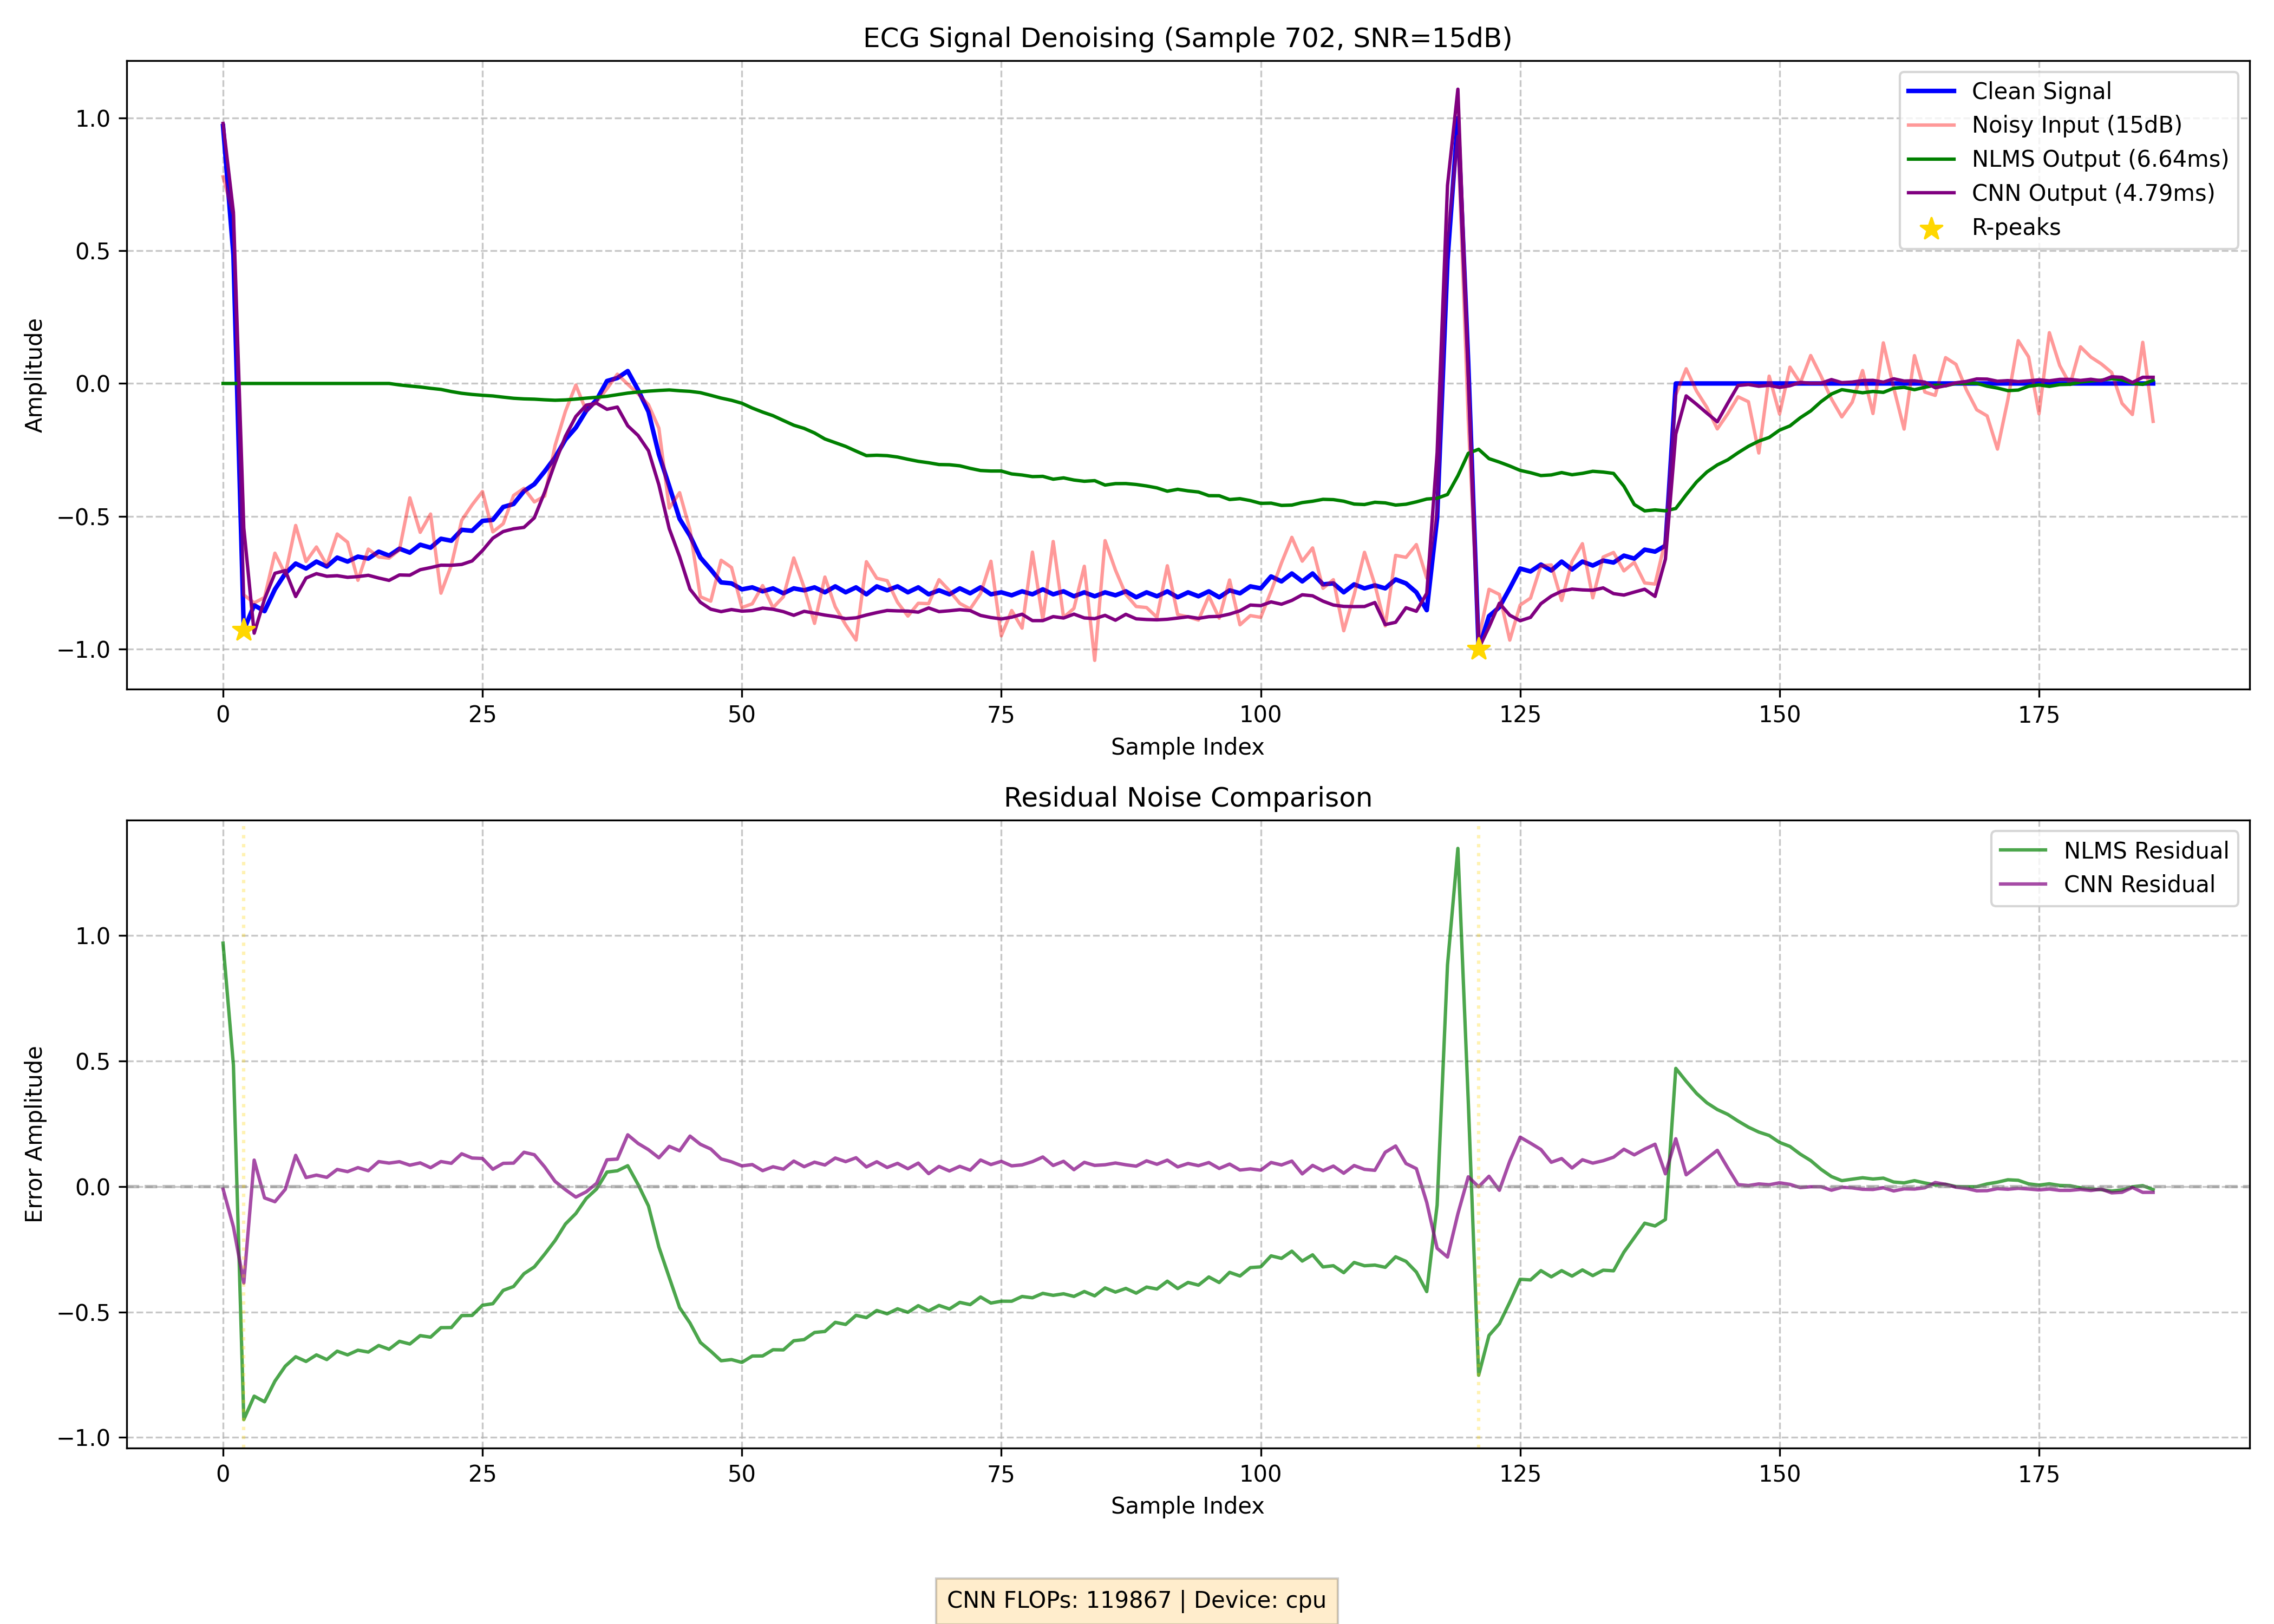 ECG Signal Denoising (Sample 702, SNR=15dB)
Clean Signal
Noisy Input (15dB)
NLMS Output (6.64ms)
CNN Output (4.79ms)
R-peaks
Amplitude
1.0
0.5
0.0
−0.5
−1.0
0 25 50 75 100 125 150 175
Sample Index
Residual Noise Comparison
NLMS Residual
CNN Residual
Error Amplitude
1.0
0.5
0.0
−0.5
−1.0
0 25 50 75 100 125 150 175
Sample Index
CNN FLOPs: 119867 | Device: cpu